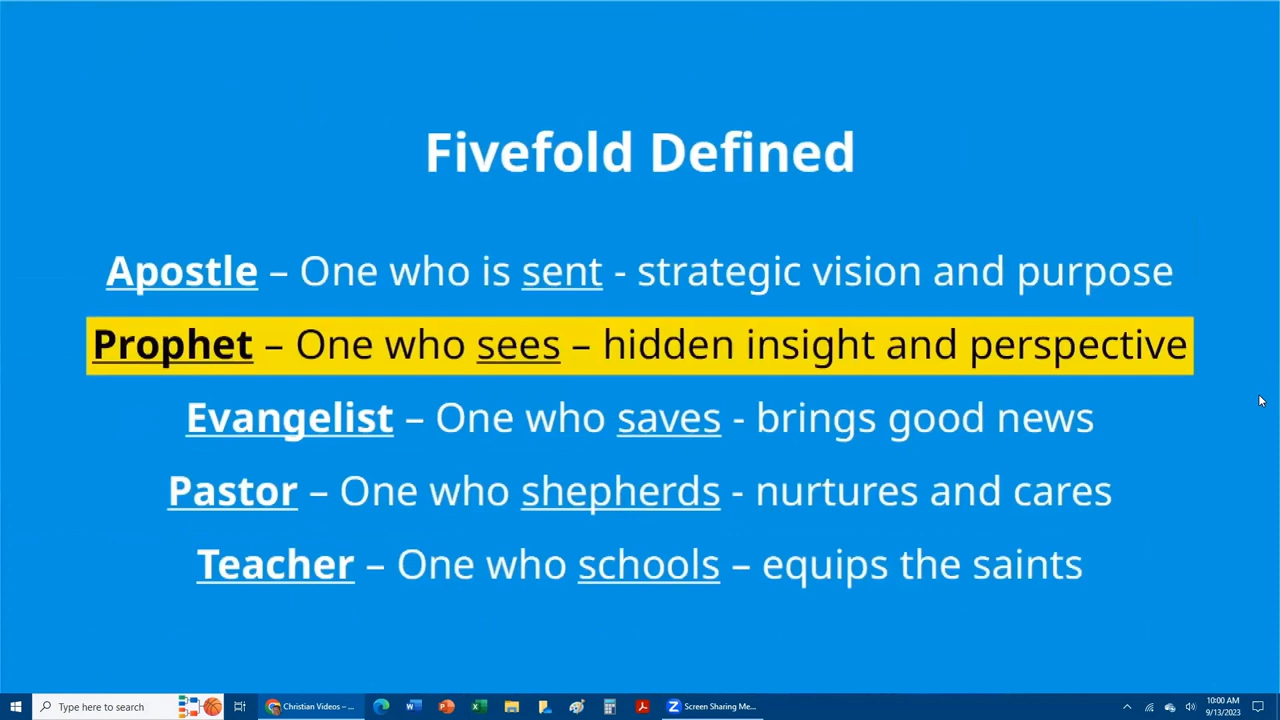 Fivefold Defined
Apostle – One who is sent - strategic vision and purpose
Prophet – One who sees – hidden insight and perspective
Evangelist – One who saves - brings good news
Pastor – One who shepherds - nurtures and cares
Teacher – One who schools – equips the saints
Type here to search
Christian Videos – ...
Screen Sharing Me...
10:00 AM
9/13/2023